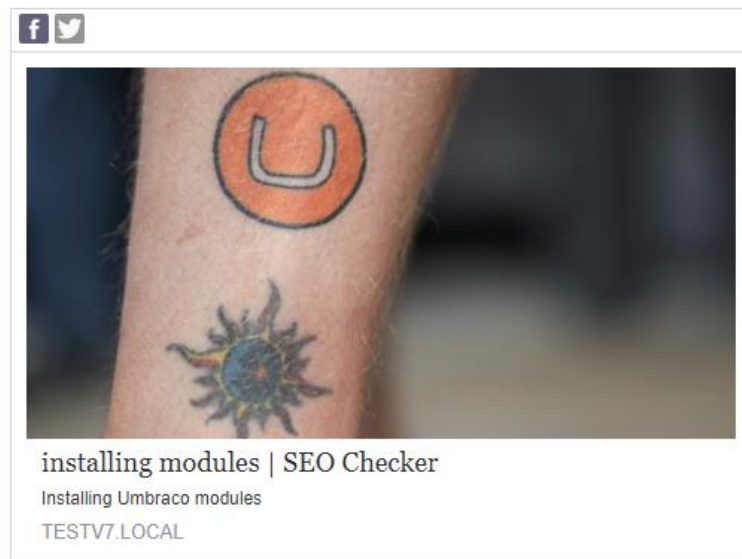 installing modules | SEO Checker
Installing Umbraco modules
TESTV7.LOCAL